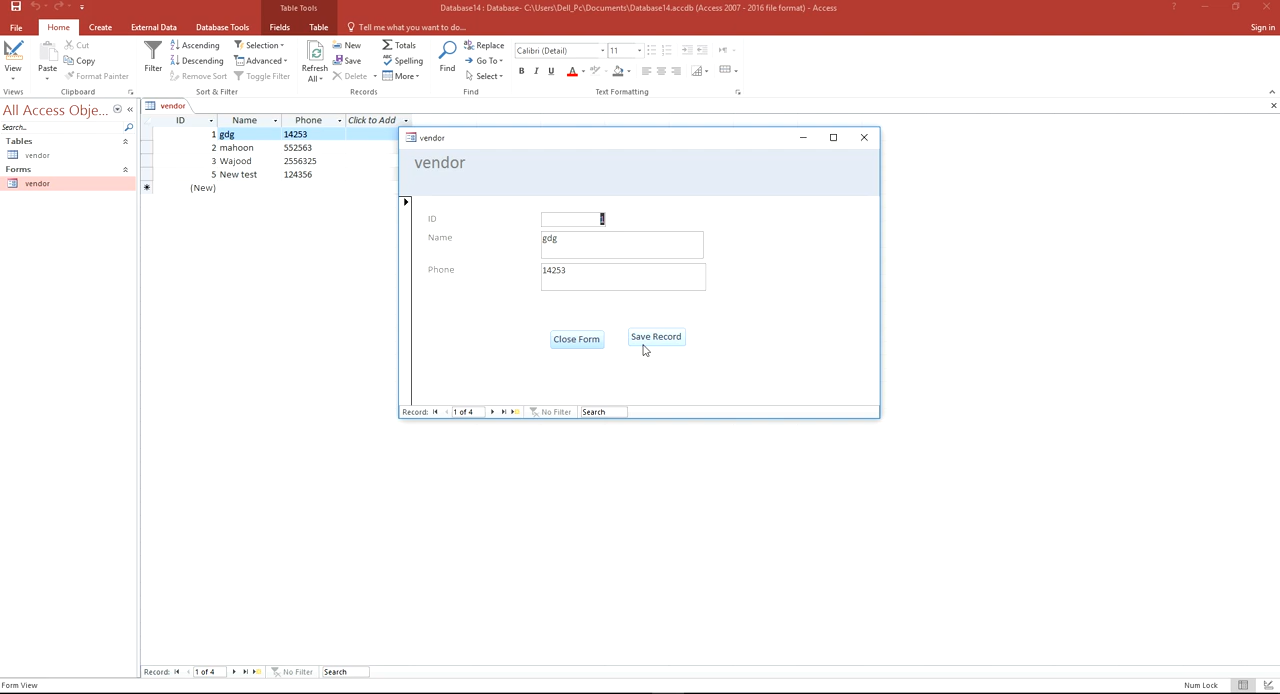 Table Tools
Database14 : Database- C:\Users\Dell_Pc\Documents\Database14.accdb (Access 2007 - 2016 file format) - Access
?
File Home Create External Data Database Tools Fields Table Tell me what you want to do... Sign in
View
Views
Paste
Cut
Copy
Format Painter
Clipboard
Filter
Ascending
Descending
Remove Sort
Selection
Advanced
Toggle Filter
Sort & Filter
Refresh
All
New
Save
Delete
Totals
Spelling
More
Records
Find
Replace
Go To
Select
Find
Calibri (Detail) 11
B I U A
Text Formatting
All Access Obje...
Search...
Tables
vendor
Forms
vendor
vendor
ID Name Phone Click to Add
1 gdg 14253
2 mahoon 552563
3 Wajood 2556325
5 New test 124356
(New)
vendor
vendor
ID
Name gdg
Phone 14253
Close Form Save Record
Record: 1 of 4 No Filter Search
Record: 1 of 4 No Filter Search
Form View Num Lock